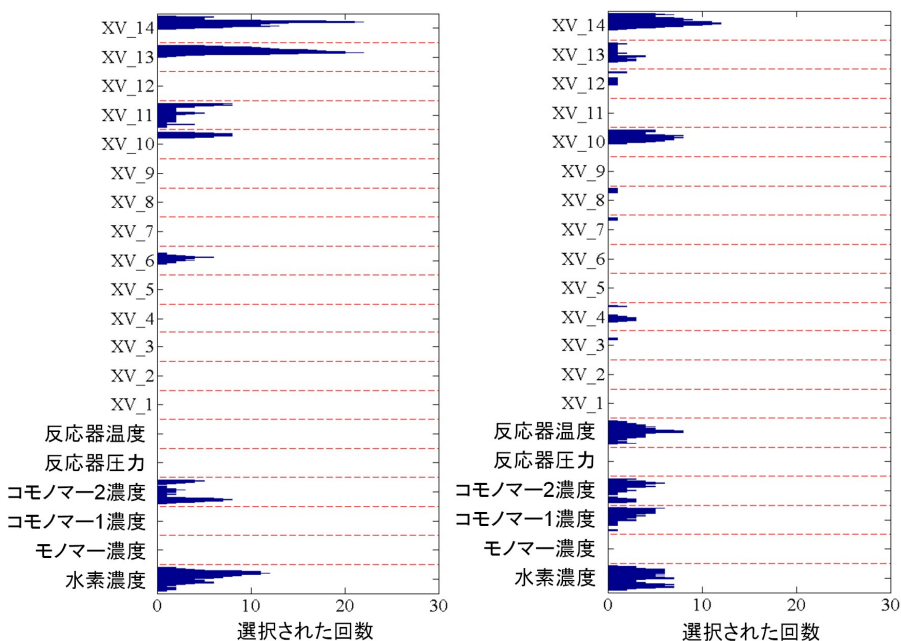 XV_14
XV_13
XV_12
XV_11
XV_10
XV_9
XV_8
XV_7
XV_6
XV_5
XV_4
XV_3
XV_2
XV_1
反応器温度
反応器圧力
コモノマー2濃度
コモノマー1濃度
モノマー濃度
水素濃度
0 10 20 30
選択された回数
XV_14
XV_13
XV_12
XV_11
XV_10
XV_9
XV_8
XV_7
XV_6
XV_5
XV_4
XV_3
XV_2
XV_1
反応器温度
反応器圧力
コモノマー2濃度
コモノマー1濃度
モノマー濃度
水素濃度
0 10 20 30
選択された回数